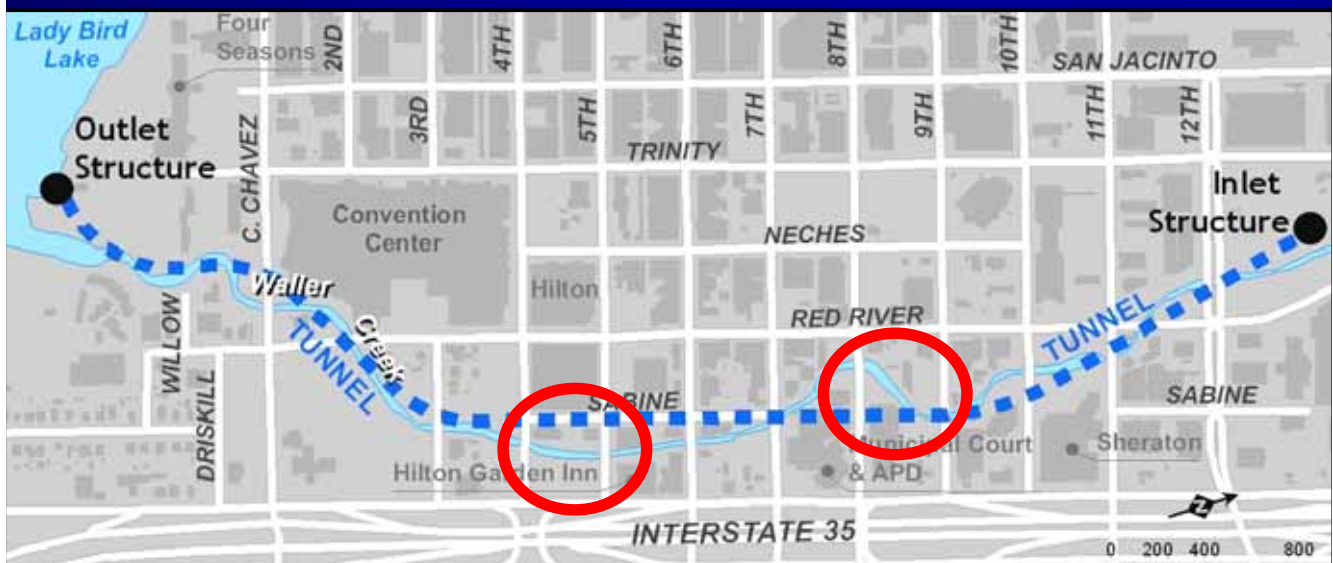 Lady Bird
Lake
Four
Seasons
2ND
4TH
6TH
8TH
10TH
SAN JACINTO
Outlet
Structure
C. CHAVEZ
3RD
5TH
7TH
9TH
11TH
12TH
TRINITY
Inlet
Structure
Convention
Center
NECHES
Waller
Creek
Hilton
RED RIVER
TUNNEL
TUNNEL
WILLOW
DRISKILL
SABINE
SABINE
Hilton Garden Inn
Municipal Court
& APD
Sheraton
INTERSTATE 35
N
0 200 400 800